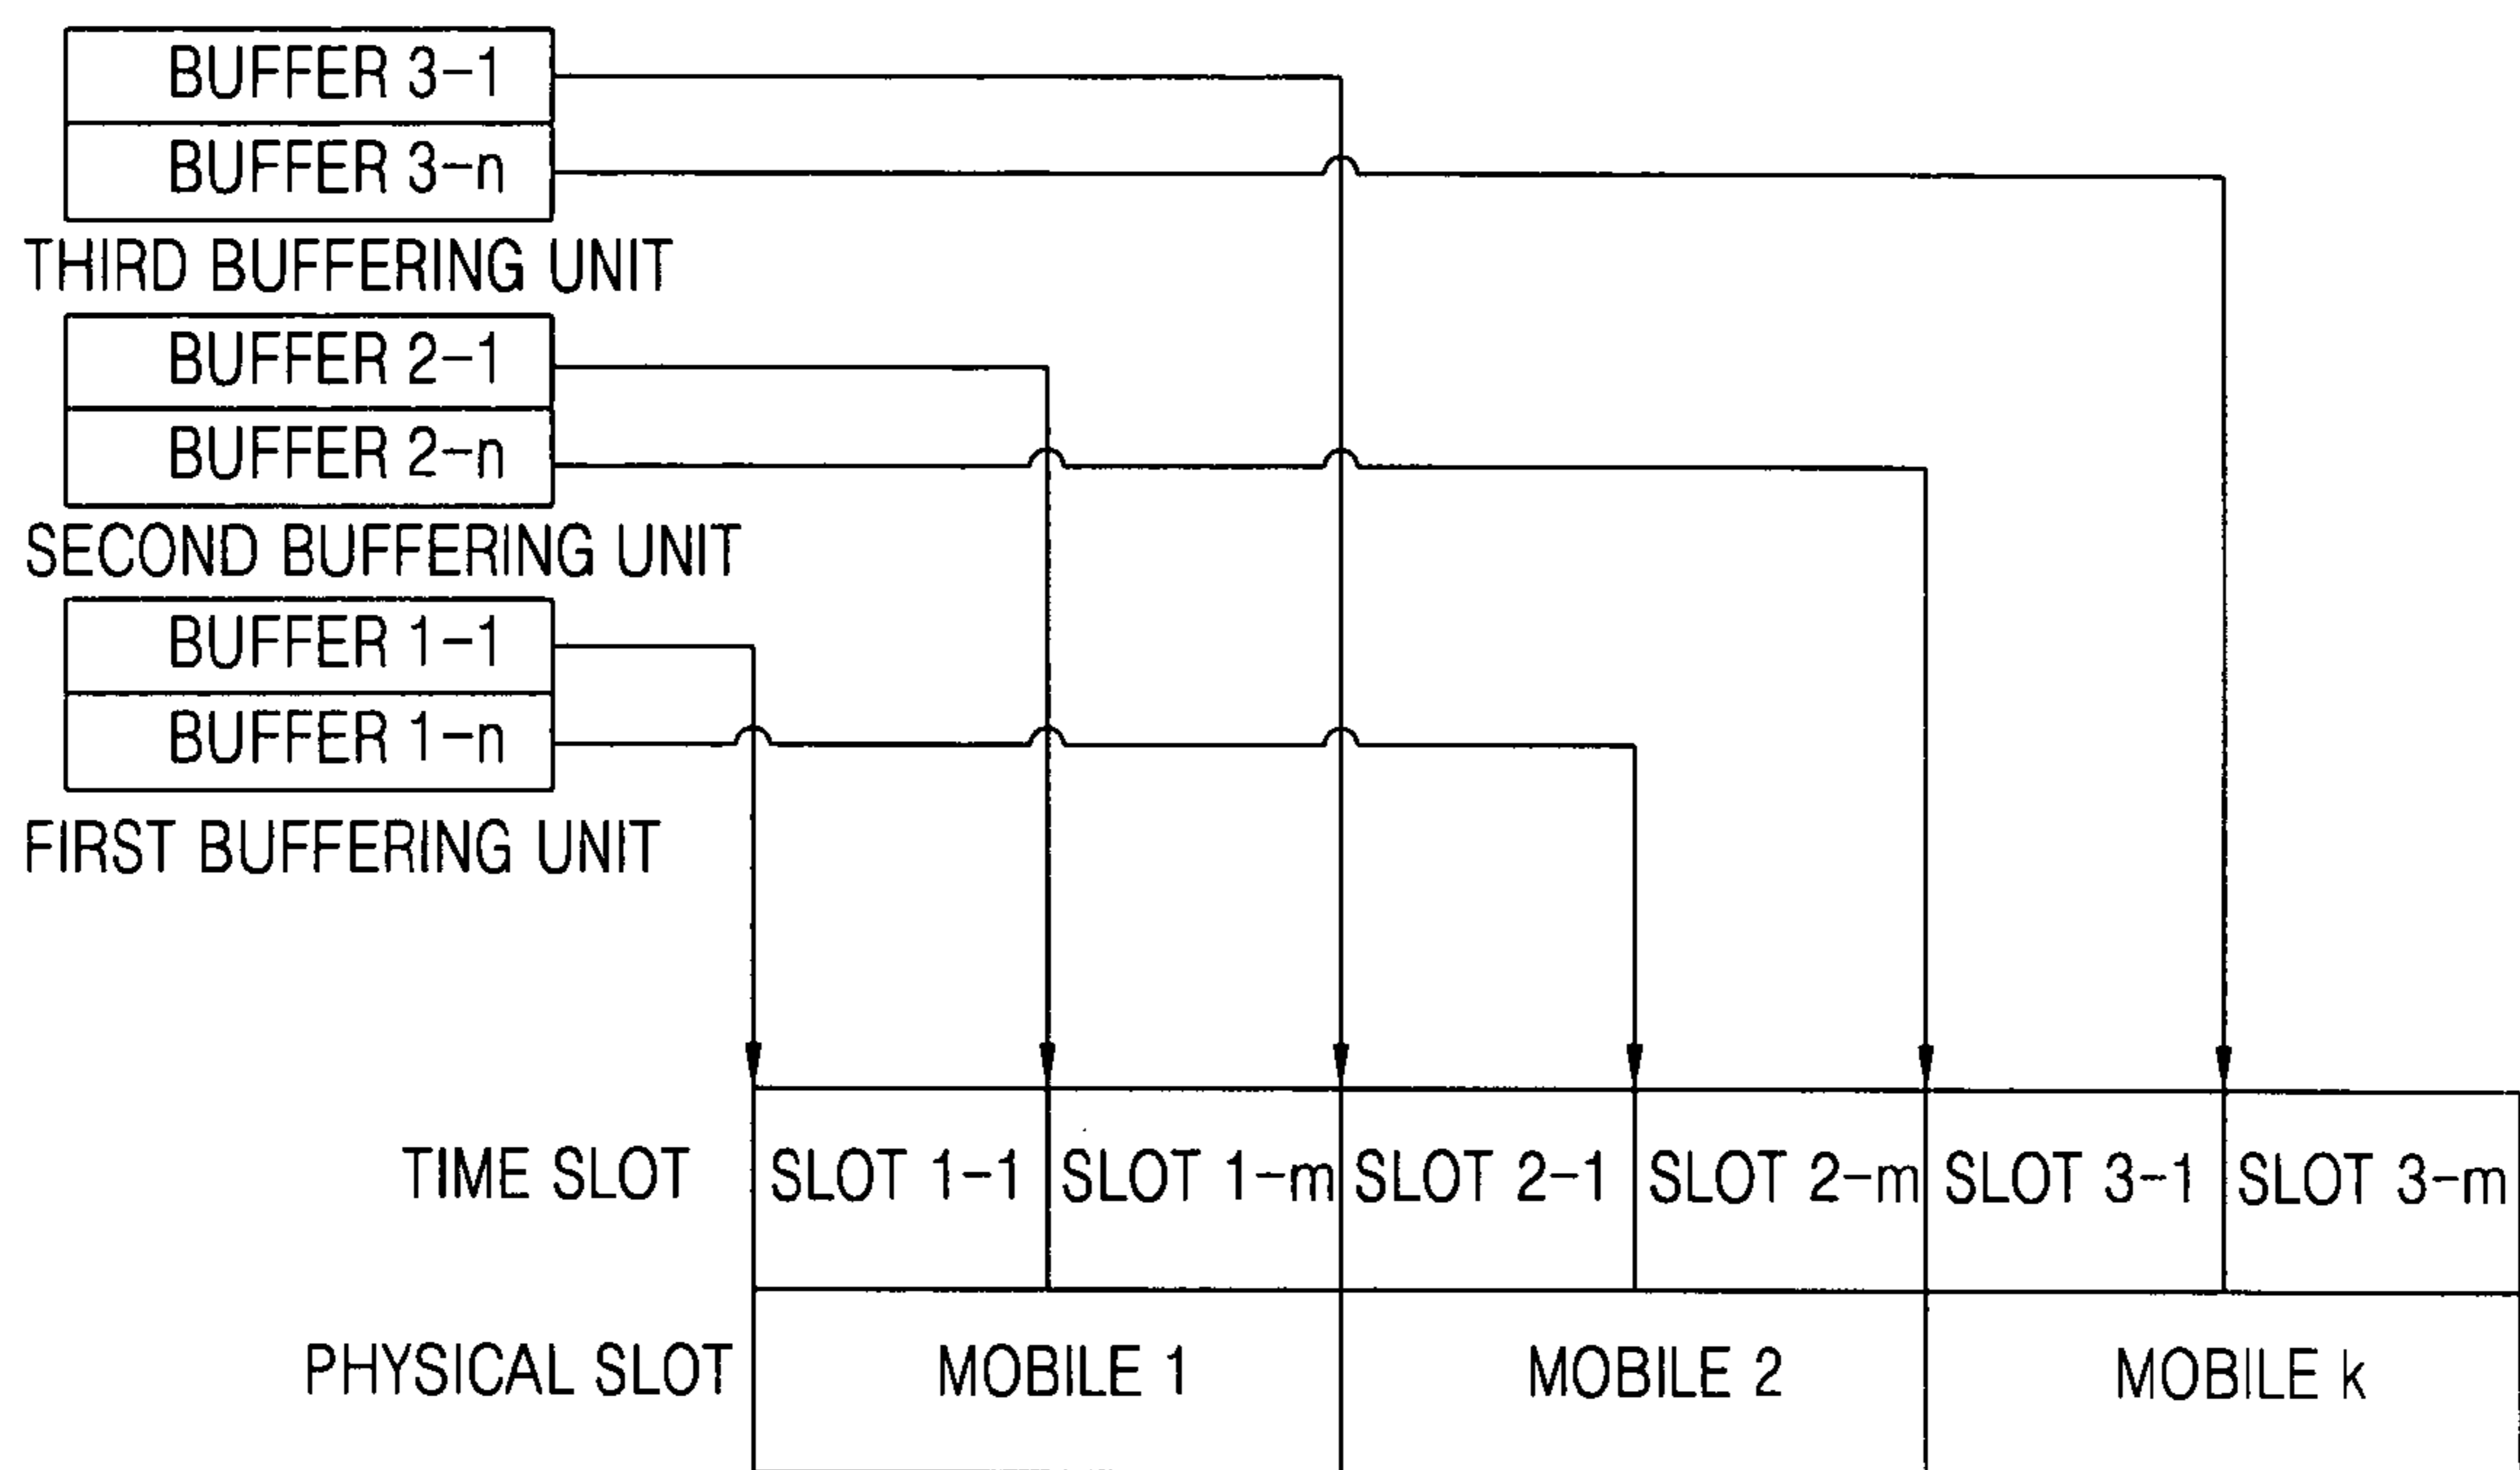 BUFFER 3-1
BUFFER 3-n
THIRD BUFFERING UNIT
BUFFER 2-1
BUFFER 2-n
SECOND BUFFERING UNIT
BUFFER 1-1
BUFFER 1-n
FIRST BUFFERING UNIT
TIME SLOT SLOT 1-1 SLOT 1-m SLOT 2-1 SLOT 2-m SLOT 3-1 SLOT 3-m
PHYSICAL SLOT MOBILE 1 MOBILE 2 MOBILE k